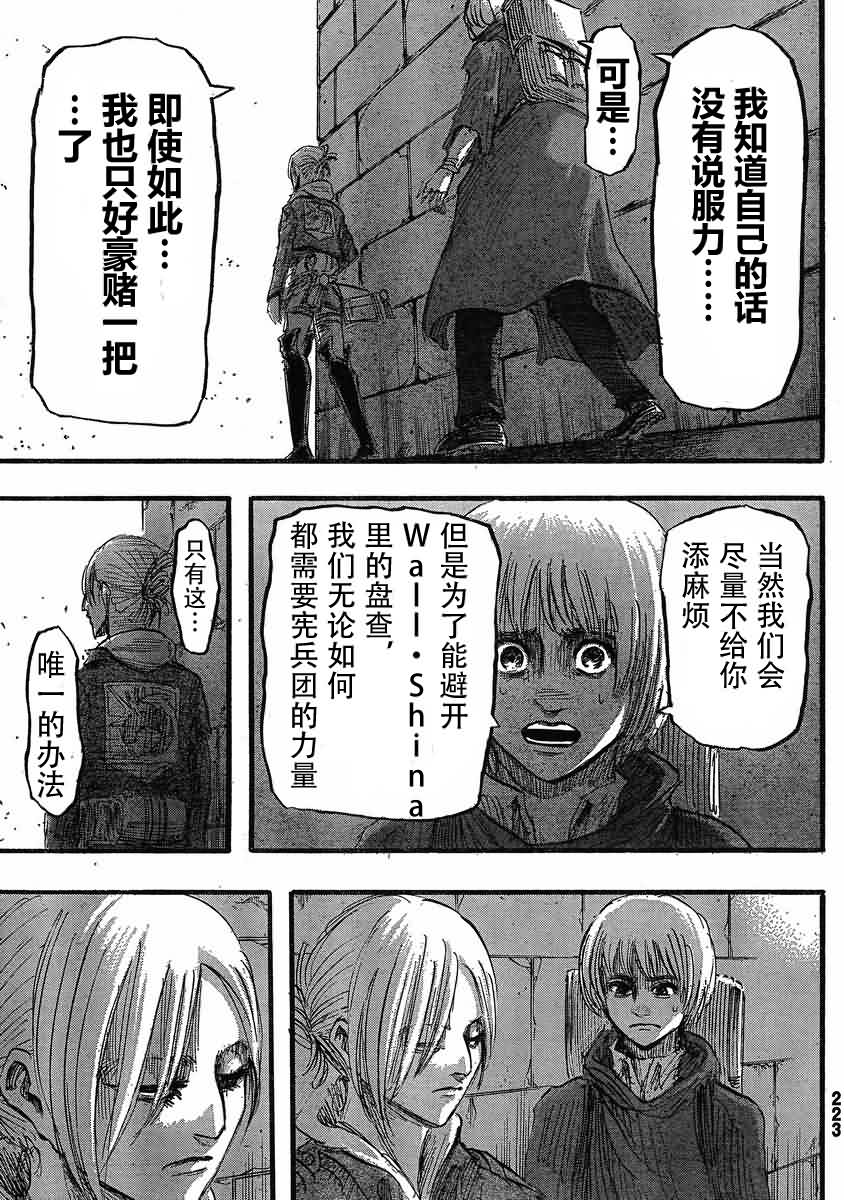 我知道自己的话
没有说服力……
可是…
即使如此…
我也只好豪赌一把
…了
当然我们会
尽量不给你
添麻烦
但是为了能避开
Wall·Shina
里的盘查,
我们无论如何
都需要宪兵团的力量
只有这…
唯一的办法
223